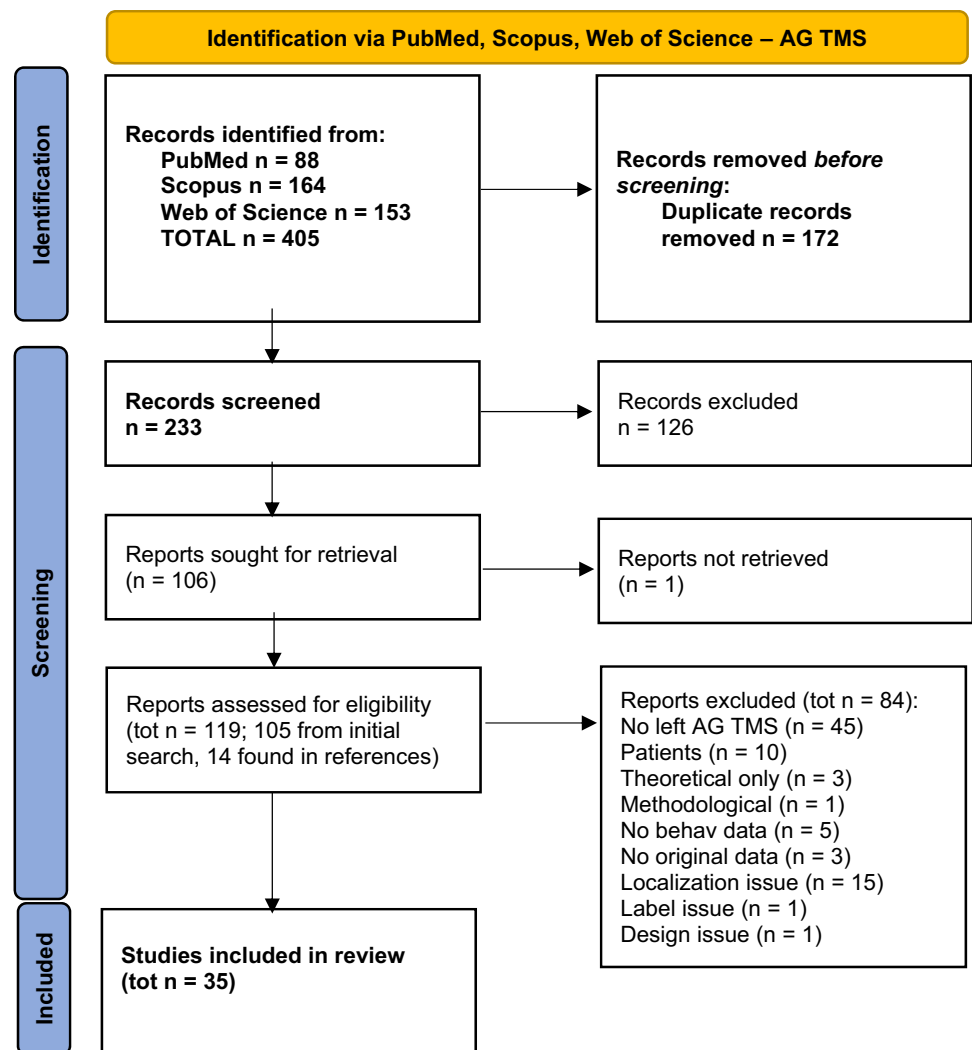 Identification via PubMed, Scopus, Web of Science – AG TMS
Identification
Records identified from:
PubMed n = 88
Scopus n = 164
Web of Science n = 153
TOTAL n = 405
Records removed before
screening:
Duplicate records
removed n = 172
Screening
Records screened
n = 233
Records excluded
n = 126
Reports sought for retrieval
(n = 106)
Reports not retrieved
(n = 1)
Reports assessed for eligibility
(tot n = 119; 105 from initial
search, 14 found in references)
Reports excluded (tot n = 84):
No left AG TMS (n = 45)
Patients (n = 10)
Theoretical only (n = 3)
Methodological (n = 1)
No behav data (n = 5)
No original data (n = 3)
Localization issue (n = 15)
Label issue (n = 1)
Design issue (n = 1)
Included
Studies included in review
(tot n = 35)